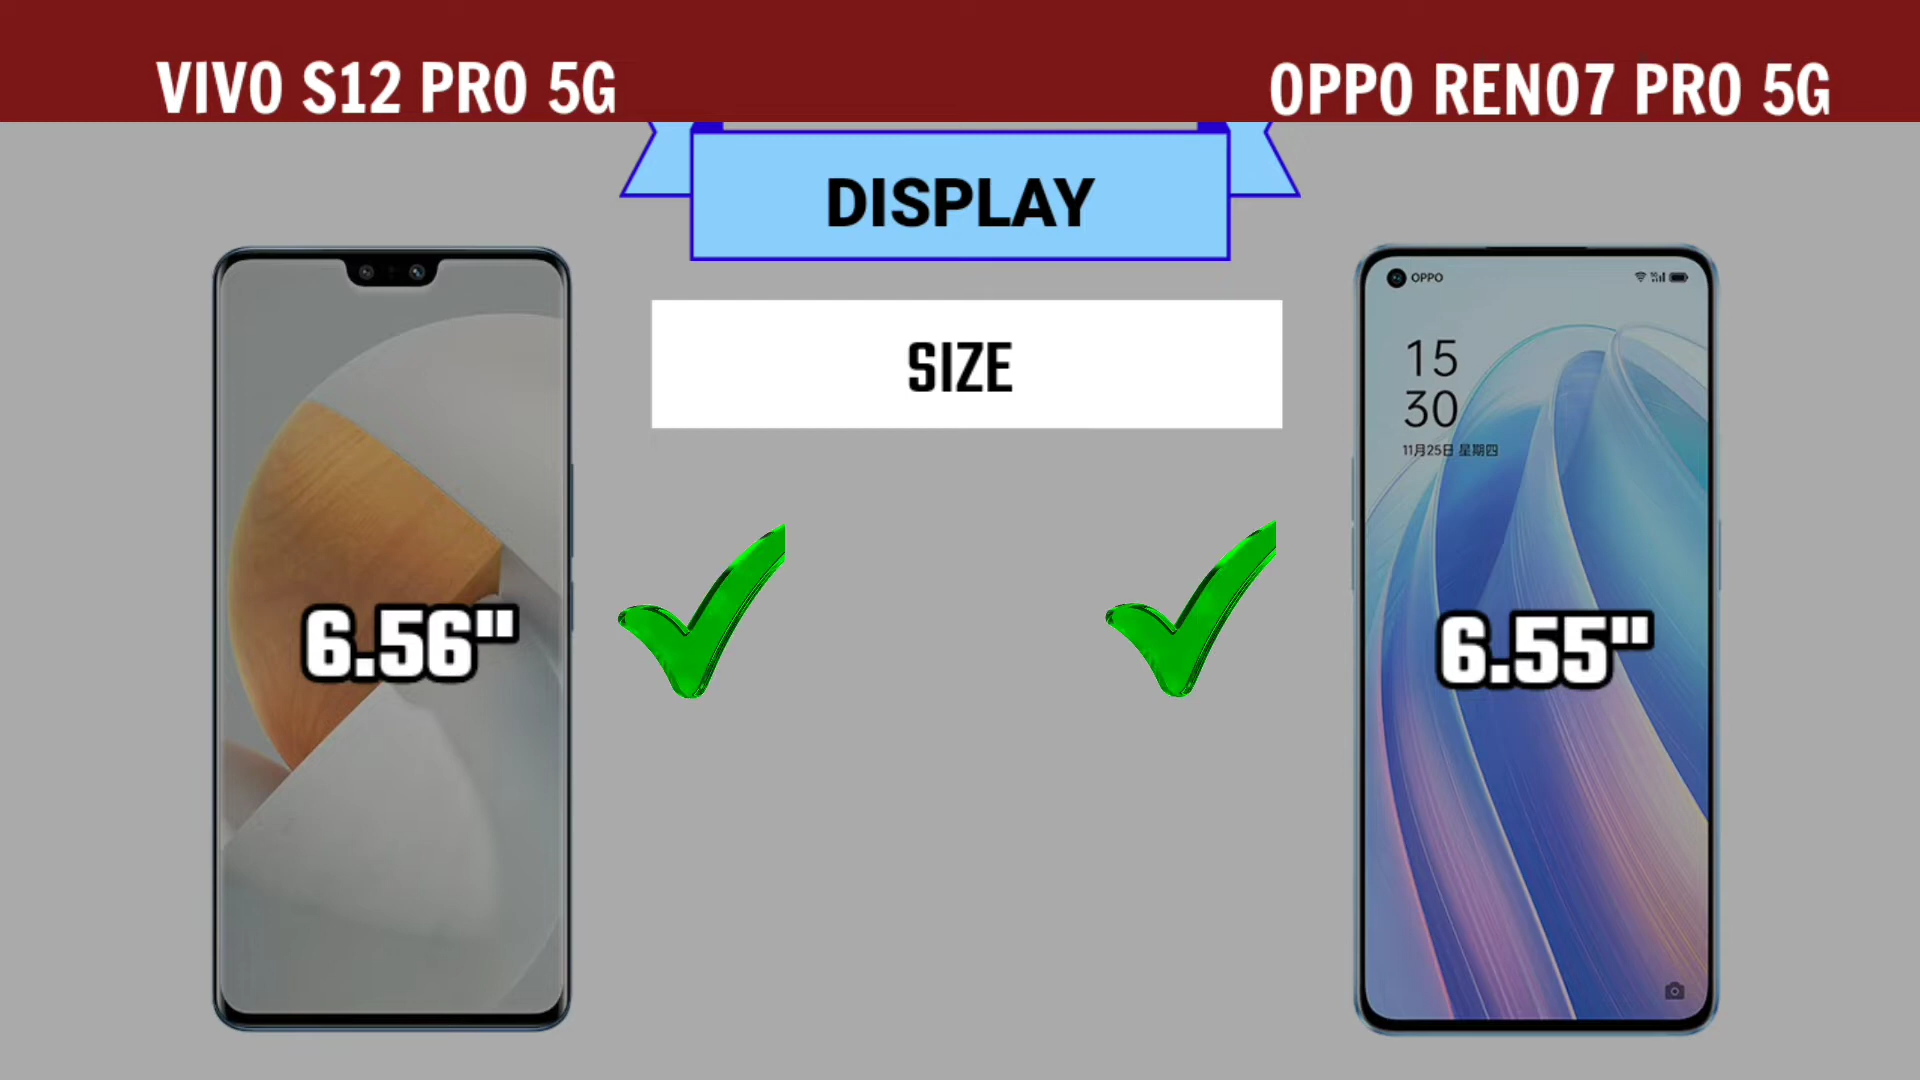 VIVO S12 PRO 5G
OPPO RENO7 PRO 5G
DISPLAY
SIZE
OPPO
15
30
11月25日 星期四
6.56"
6.55"